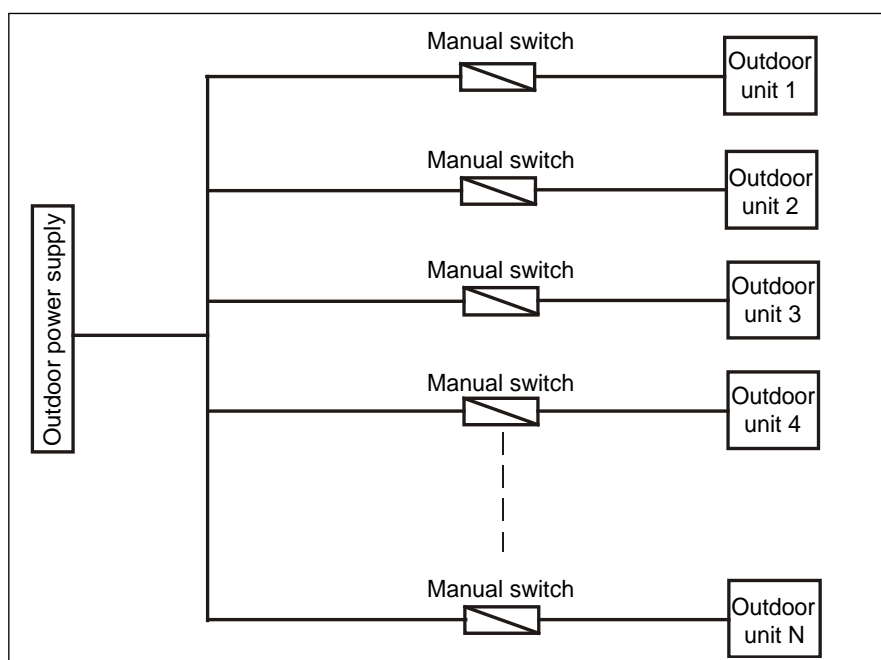 Manual switch
Outdoor
unit 1
Manual switch
Outdoor
unit 2
Outdoor power supply
Manual switch
Outdoor
unit 3
Manual switch
Outdoor
unit 4
Manual switch
Outdoor
unit N